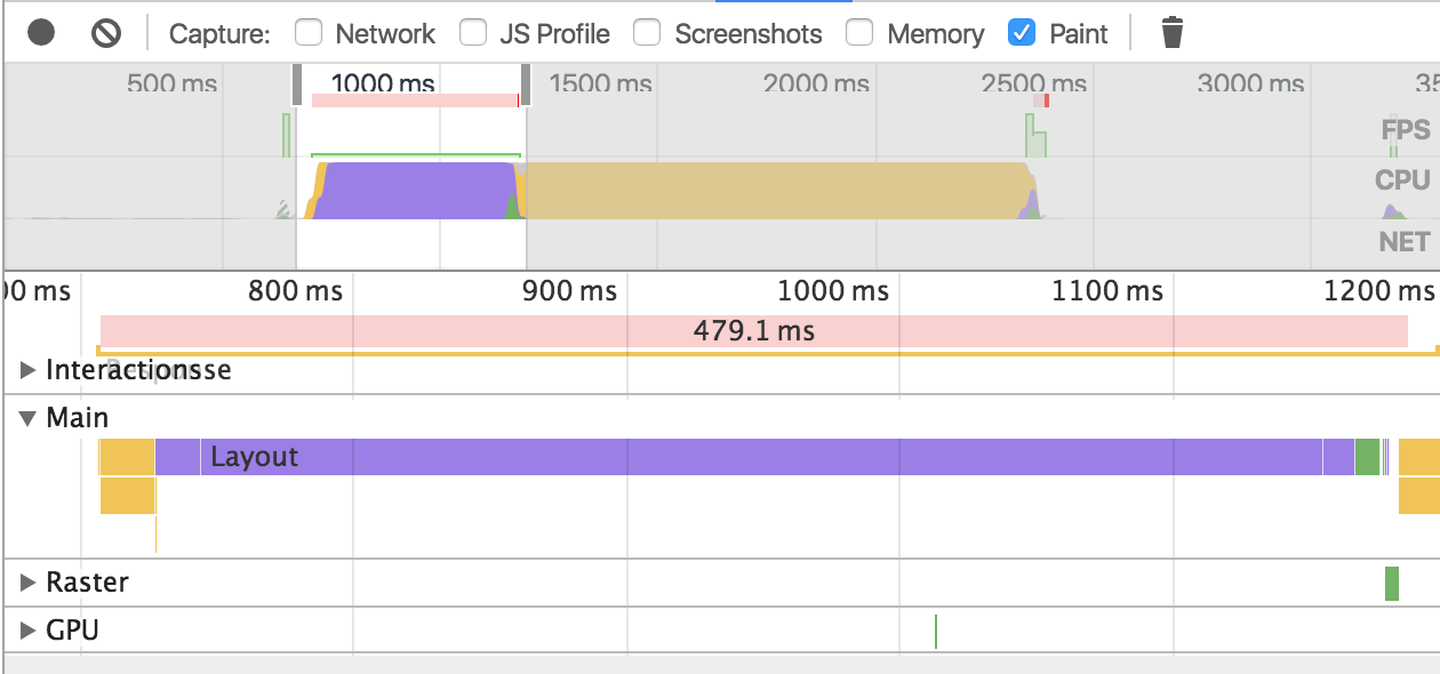 Capture: Network JS Profile Screenshots Memory Paint
500 ms 1000 ms 1500 ms 2000 ms 2500 ms 3000 ms 35
FPS
CPU
NET
00 ms 800 ms 900 ms 1000 ms 1100 ms 1200 ms
479.1 ms
Interactionsse
Main
Layout
Raster
GPU